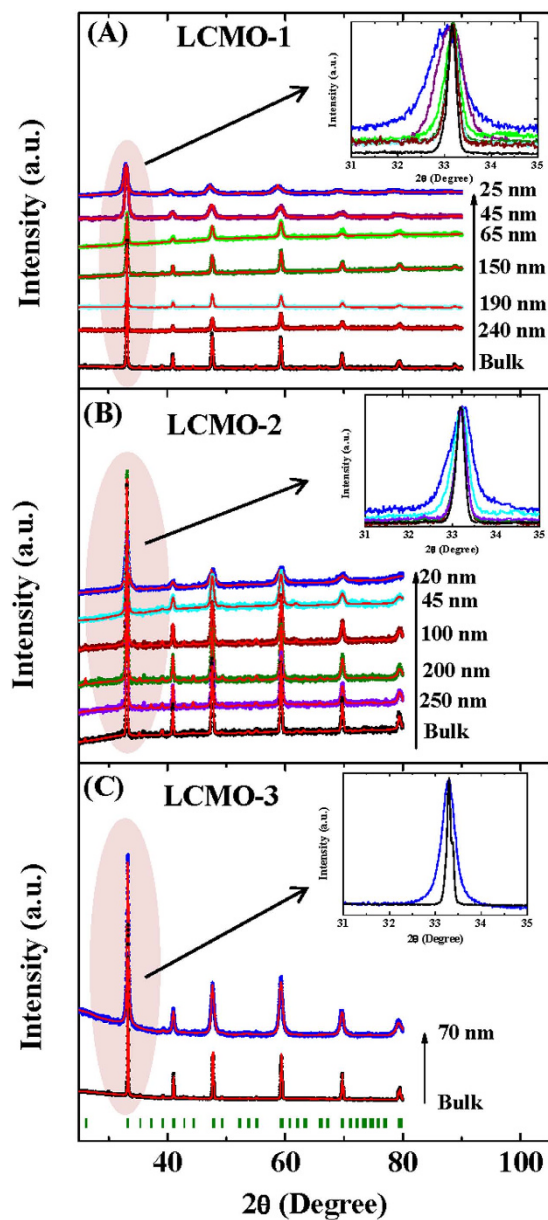 (A)
LCMO-1
Intensity (a.u.)
Intensity (a.u.)
31 32 33 34 35
2θ (Degree)
25 nm
45 nm
65 nm
150 nm
190 nm
240 nm
Bulk
(B)
LCMO-2
Intensity (a.u.)
Intensity (a.u.)
31 32 33 34 35
2θ (Degree)
20 nm
45 nm
100 nm
200 nm
250 nm
Bulk
(C)
LCMO-3
Intensity (a.u.)
Intensity (a.u.)
31 32 33 34 35
2θ (Degree)
70 nm
Bulk
40 60 80 100
2θ (Degree)